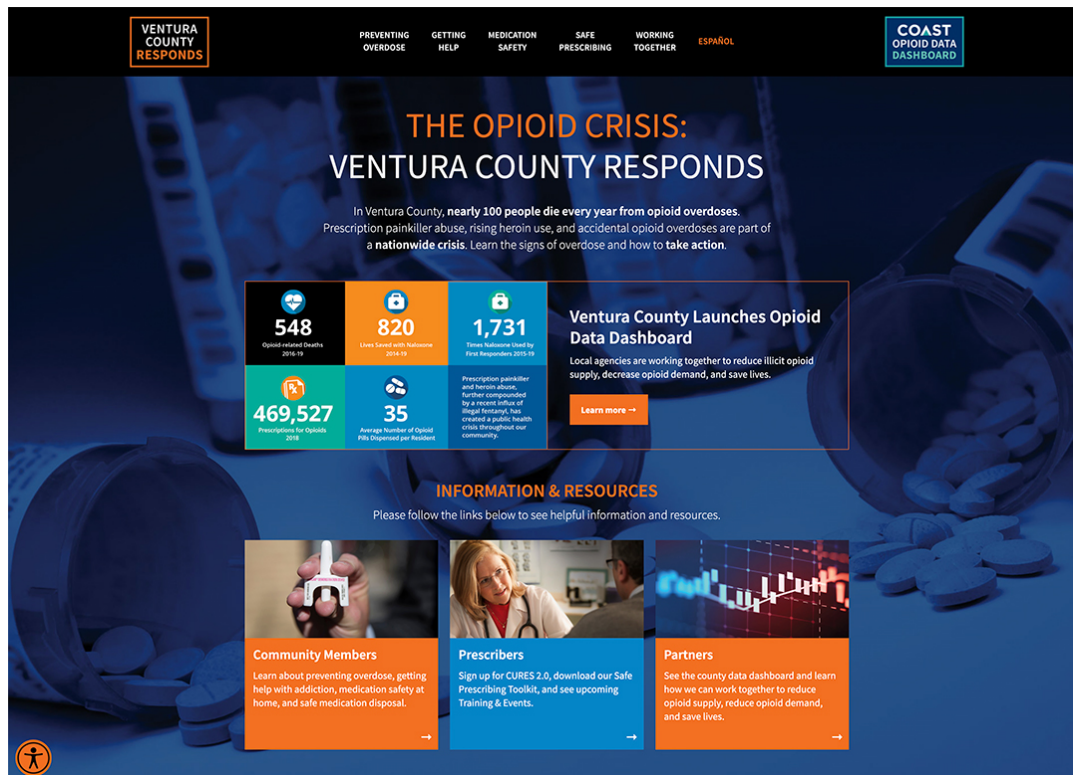 VENTURA
COUNTY
RESPONDS
PREVENTING
OVERDOSE
GETTING
HELP
MEDICATION
SAFETY
SAFE
PRESCRIBING
WORKING
TOGETHER
ESPAÑOL
COAST
OPIOID DATA
DASHBOARD
THE OPIOID CRISIS:
VENTURA COUNTY RESPONDS
In Ventura County, nearly 100 people die every year from opioid overdoses.
Prescription painkiller abuse, rising heroin use, and accidental opioid overdoses are part of
a nationwide crisis. Learn the signs of overdose and how to take action.
548
Opioid-related Deaths
2016-19
820
Lives Saved with Naloxone
2014-19
1,731
Times Naloxone Used by
First Responders 2015-19
469,527
Prescriptions for Opioids
2018
35
Average Number of Opioid
Pills Dispensed per Resident
Prescription painkiller
and heroin abuse,
further compounded
by a recent influx of
illegal fentanyl, has
created a public health
crisis throughout our
community.
Ventura County Launches Opioid
Data Dashboard
Local agencies are working together to reduce illicit opioid
supply, decrease opioid demand, and save lives.
Learn more →
INFORMATION & RESOURCES
Please follow the links below to see helpful information and resources.
Community Members
Learn about preventing overdose, getting
help with addiction, medication safety at
home, and safe medication disposal.
→
Prescribers
Sign up for CURES 2.0, download our Safe
Prescribing Toolkit, and see upcoming
Training & Events.
→
Partners
See the county data dashboard and learn
how we can work together to reduce
opioid supply, reduce opioid demand,
and save lives.
→